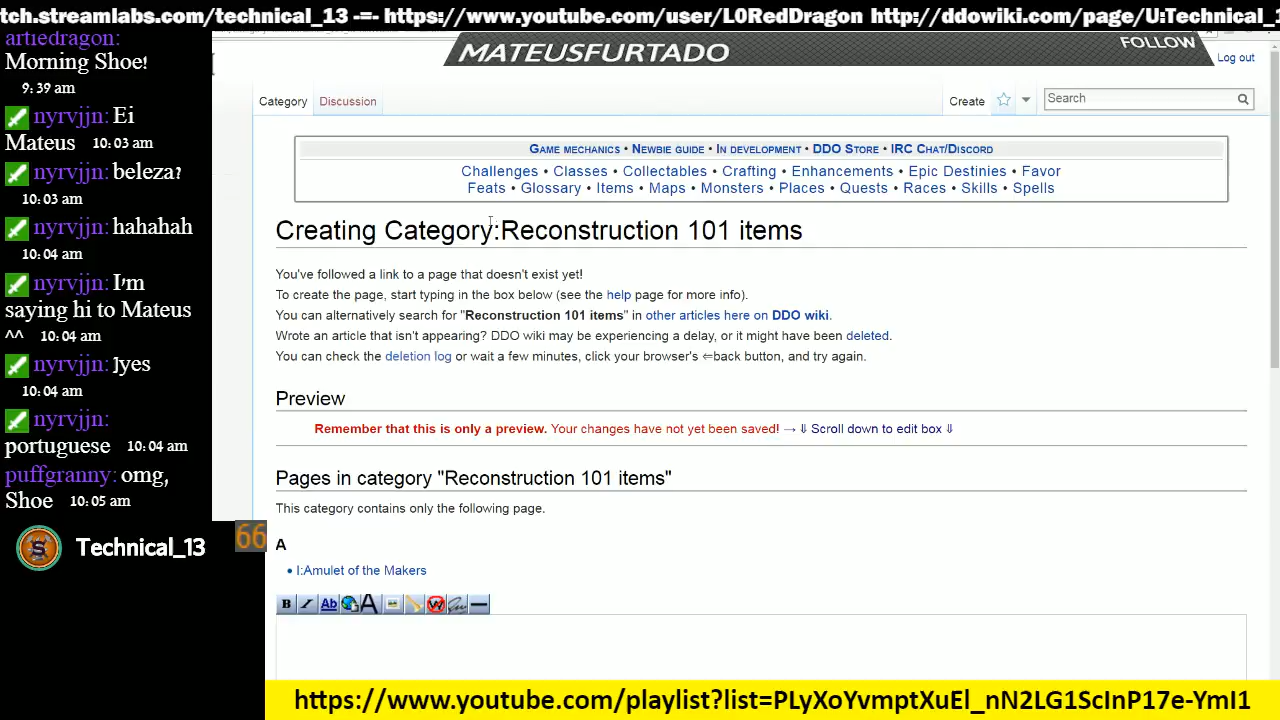 tch.streamlabs.com/technical_13 -=- https://www.youtube.com/user/L0RedDragon http://ddowiki.com/page/U:Technical_1
artiedragon:
Morning Shoe!
9:39 am
nyrvjjn: Ei
Mateus 10:03 am
nyrvjjn: beleza?
10:03 am
nyrvjjn: hahahah
10:04 am
nyrvjjn: I'm
saying hi to Mateus
^^ 10:04 am
nyrvjjn: ]yes
10:04 am
nyrvjjn:
portuguese 10:04 am
puffgranny: omg,
Shoe 10:05 am
Technical_13
66
MATEUSFURTADO
FOLLOW
Log out
Category Discussion Create Search
GAME MECHANICS • NEWBIE GUIDE • IN DEVELOPMENT • DDO STORE • IRC CHAT/DISCORD
Challenges • Classes • Collectables • Crafting • Enhancements • Epic Destinies • Favor
Feats • Glossary • Items • Maps • Monsters • Places • Quests • Races • Skills • Spells
Creating Category:Reconstruction 101 items
You've followed a link to a page that doesn't exist yet!
To create the page, start typing in the box below (see the help page for more info).
You can alternatively search for "Reconstruction 101 items" in other articles here on DDO wiki.
Wrote an article that isn't appearing? DDO wiki may be experiencing a delay, or it might have been deleted.
You can check the deletion log or wait a few minutes, click your browser's ⇐back button, and try again.
Preview
Remember that this is only a preview. Your changes have not yet been saved! → ⇓ Scroll down to edit box ⇓
Pages in category "Reconstruction 101 items"
This category contains only the following page.
A
• I:Amulet of the Makers
B I Ab A W
https://www.youtube.com/playlist?list=PLyXoYvmptXuEl_nN2LG1ScInP17e-YmI1